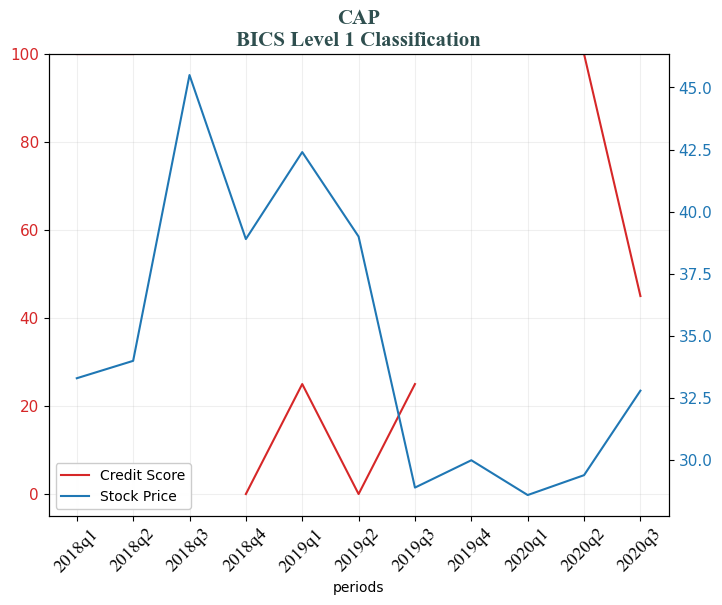 CAP
BICS Level 1 Classification
100
80
60
40
20
0
45.0
42.5
40.0
37.5
35.0
32.5
30.0
Credit Score
Stock Price
2018q1
2018q2
2018q3
2018q4
2019q1
2019q2
2019q3
2019q4
2020q1
2020q2
2020q3
periods